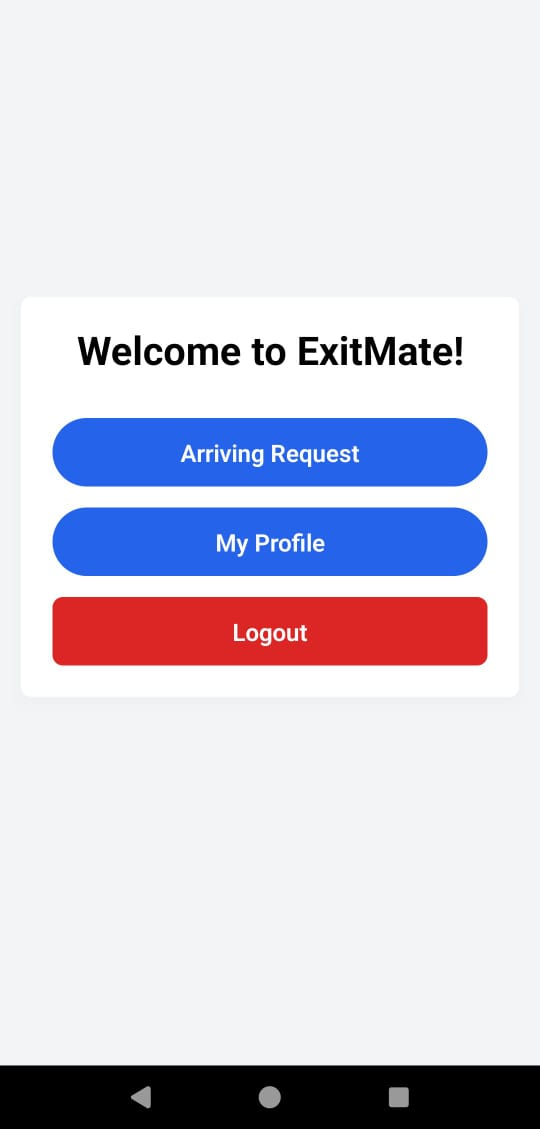 Welcome to ExitMate!
Arriving Request
My Profile
Logout